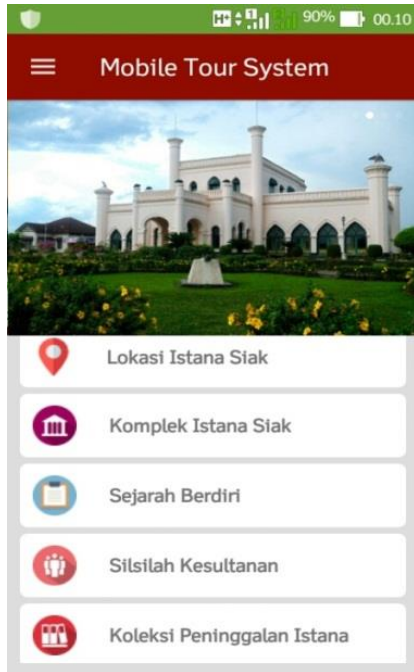 H+ 1 90% 00.10
Mobile Tour System
Lokasi Istana Siak
Komplek Istana Siak
Sejarah Berdiri
Silsilah Kesultanan
Koleksi Peninggalan Istana